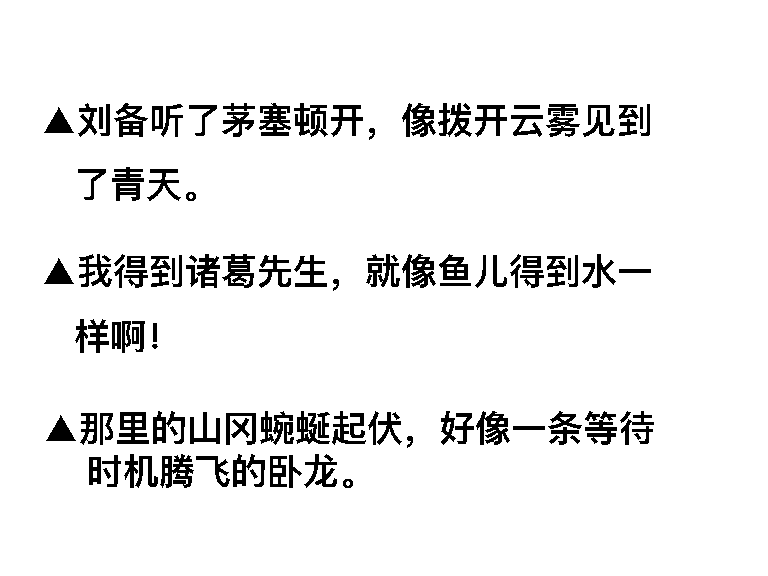 ▲刘备听了茅塞顿开，像拨开云雾见到
了青天。
▲我得到诸葛先生，就像鱼儿得到水一
样啊!
▲那里的山冈蜿蜒起伏，好像一条等待
时机腾飞的卧龙。